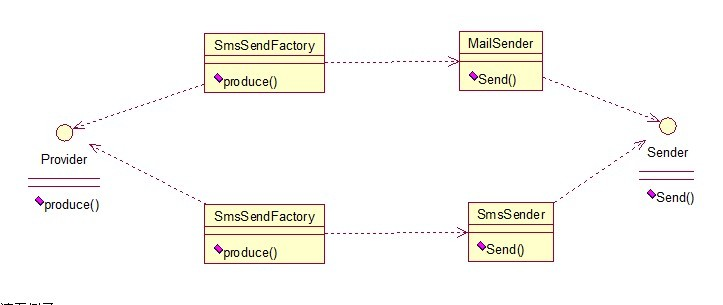 SmsSendFactory
produce()
MailSender
Send()
Provider
produce()
Sender
Send()
SmsSendFactory
produce()
SmsSender
Send()